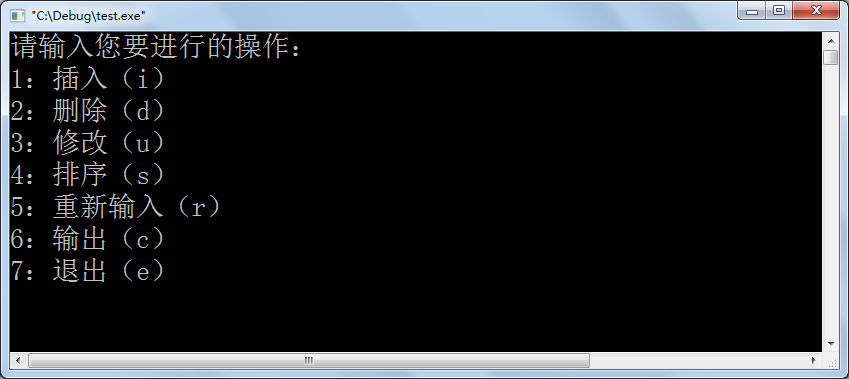 "C:\Debug\test.exe"
请输入您要进行的操作：
1：插入（i）
2：删除（d）
3：修改（u）
4：排序（s）
5：重新输入（r）
6：输出（c）
7：退出（e）